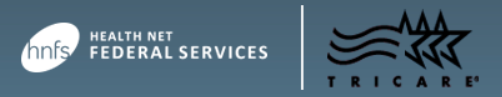 hnfs
HEALTH NET
FEDERAL SERVICES
TRICARE®